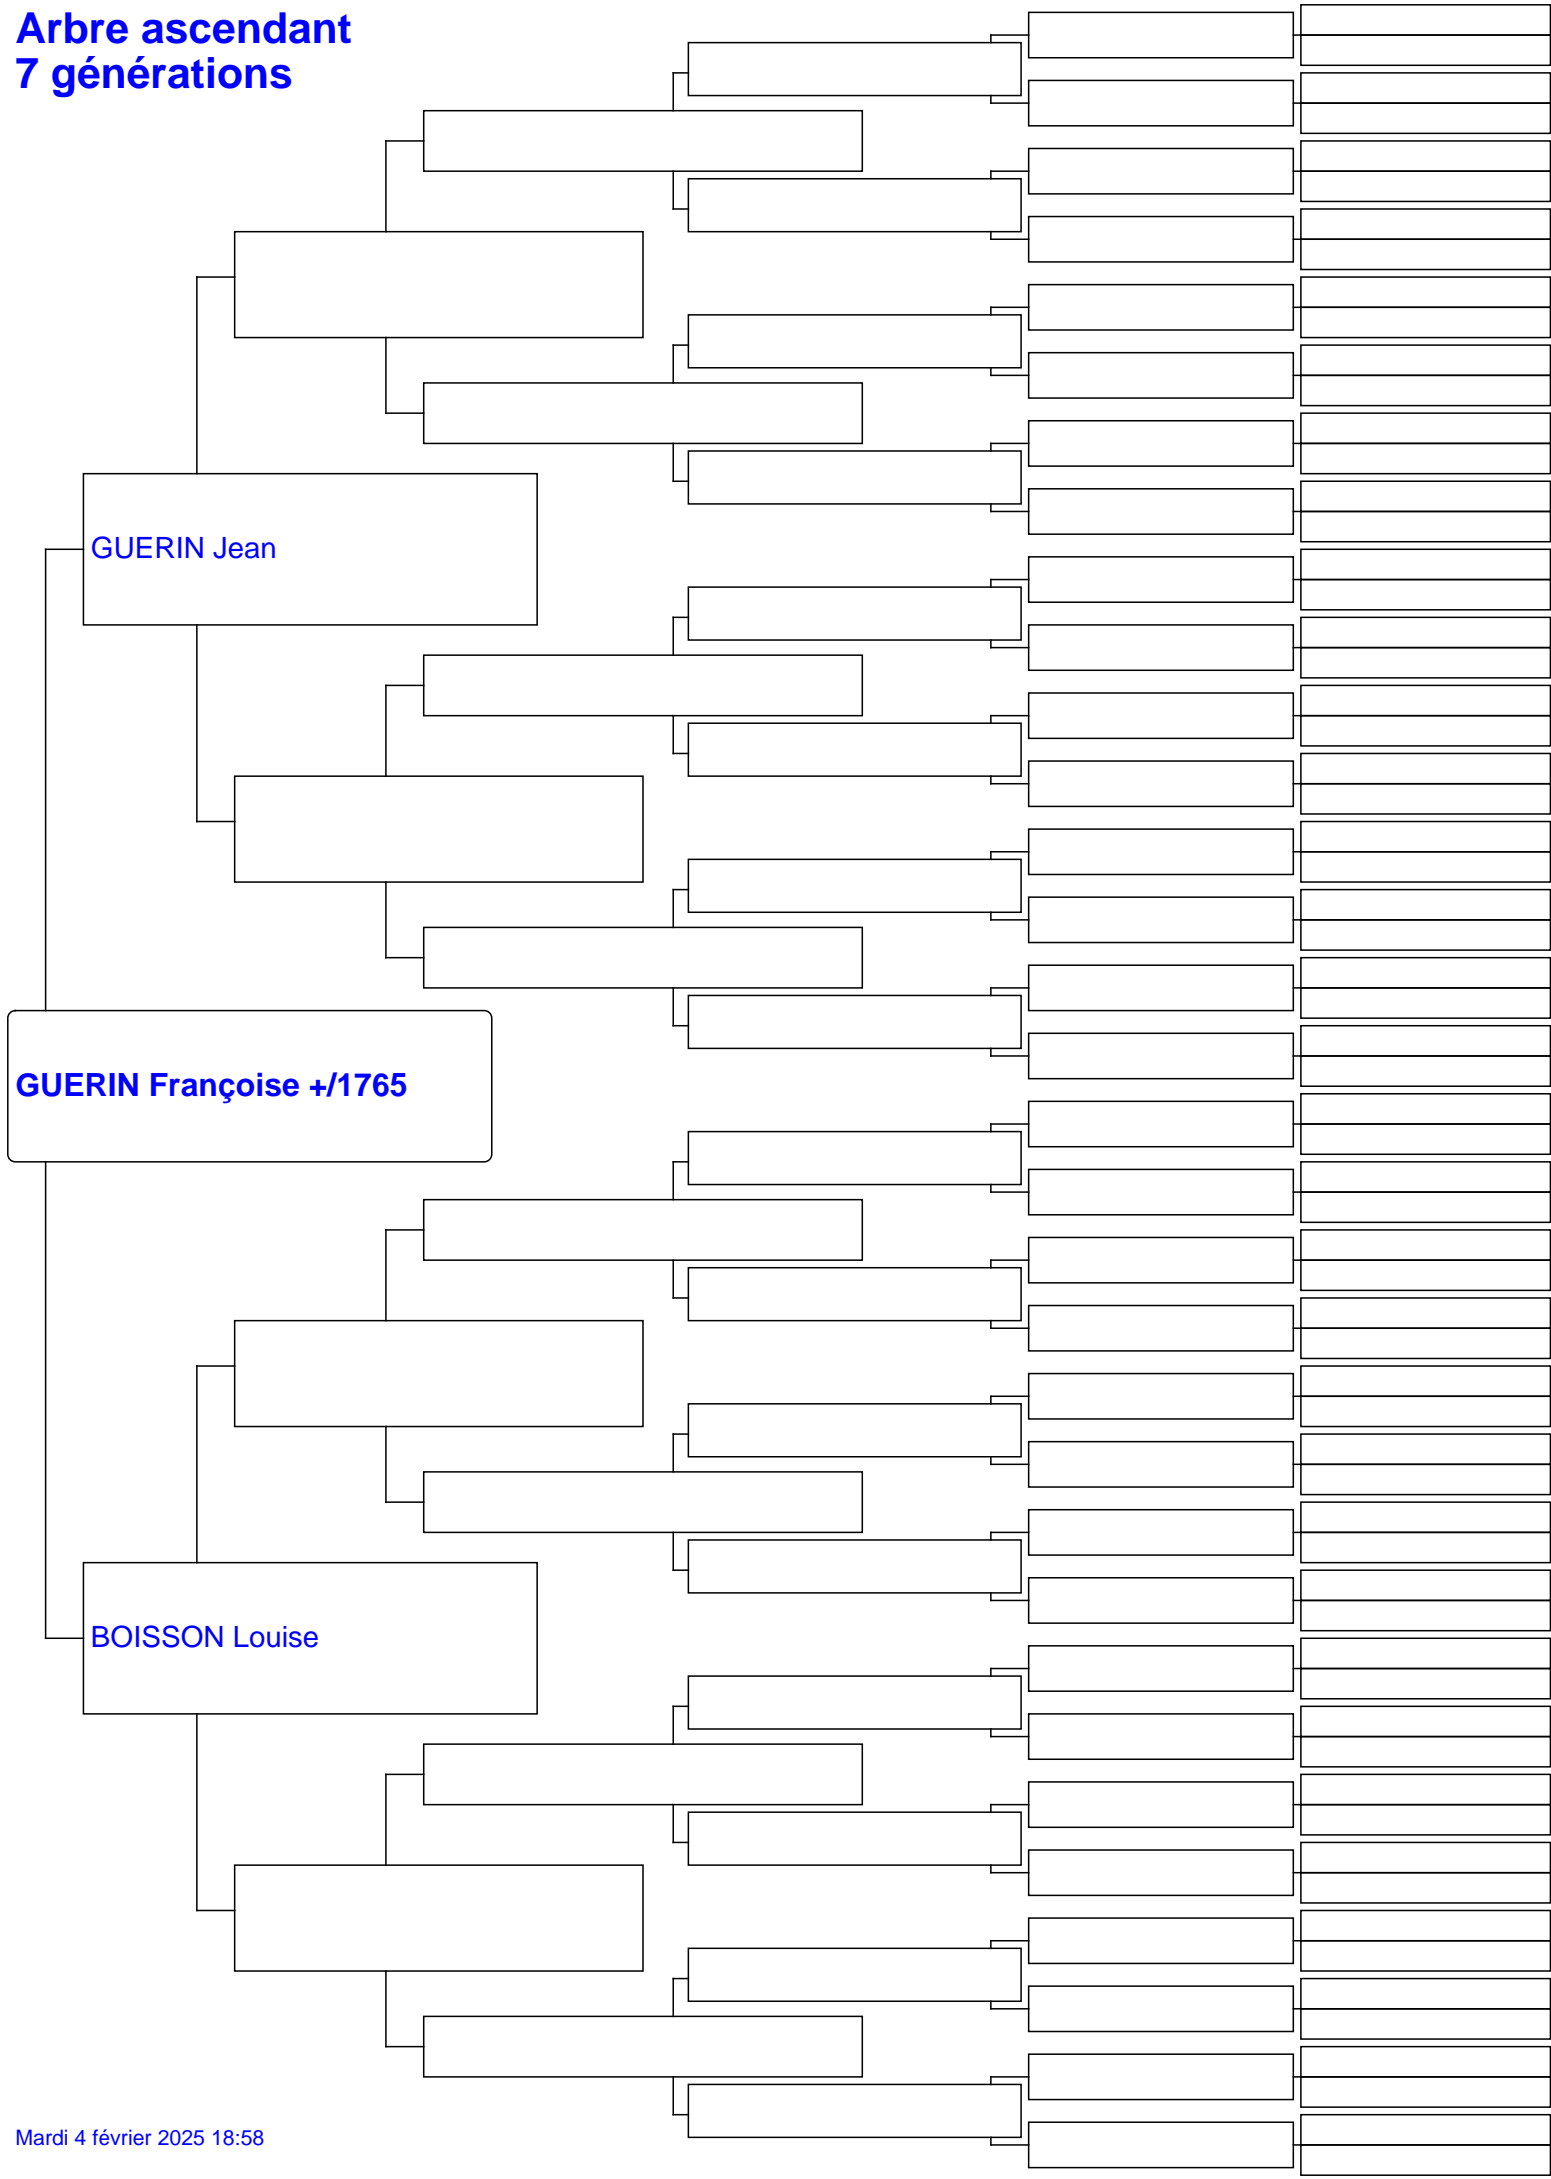 Arbre ascendant
7 générations
GUERIN Jean
GUERIN Françoise +/1765
BOISSON Louise
Mardi 4 février 2025 18:58